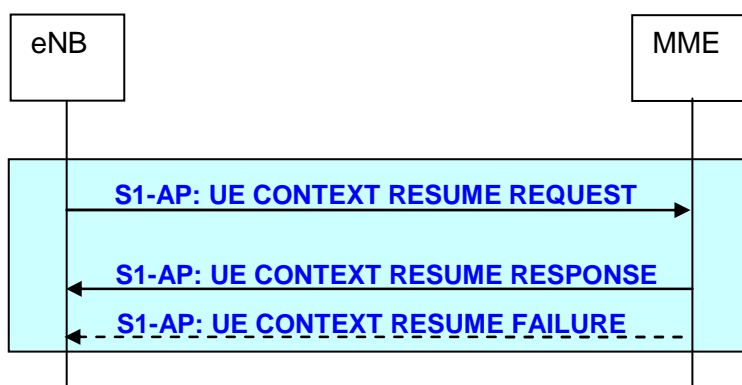 eNB
MME
S1-AP: UE CONTEXT RESUME REQUEST
S1-AP: UE CONTEXT RESUME RESPONSE
S1-AP: UE CONTEXT RESUME FAILURE